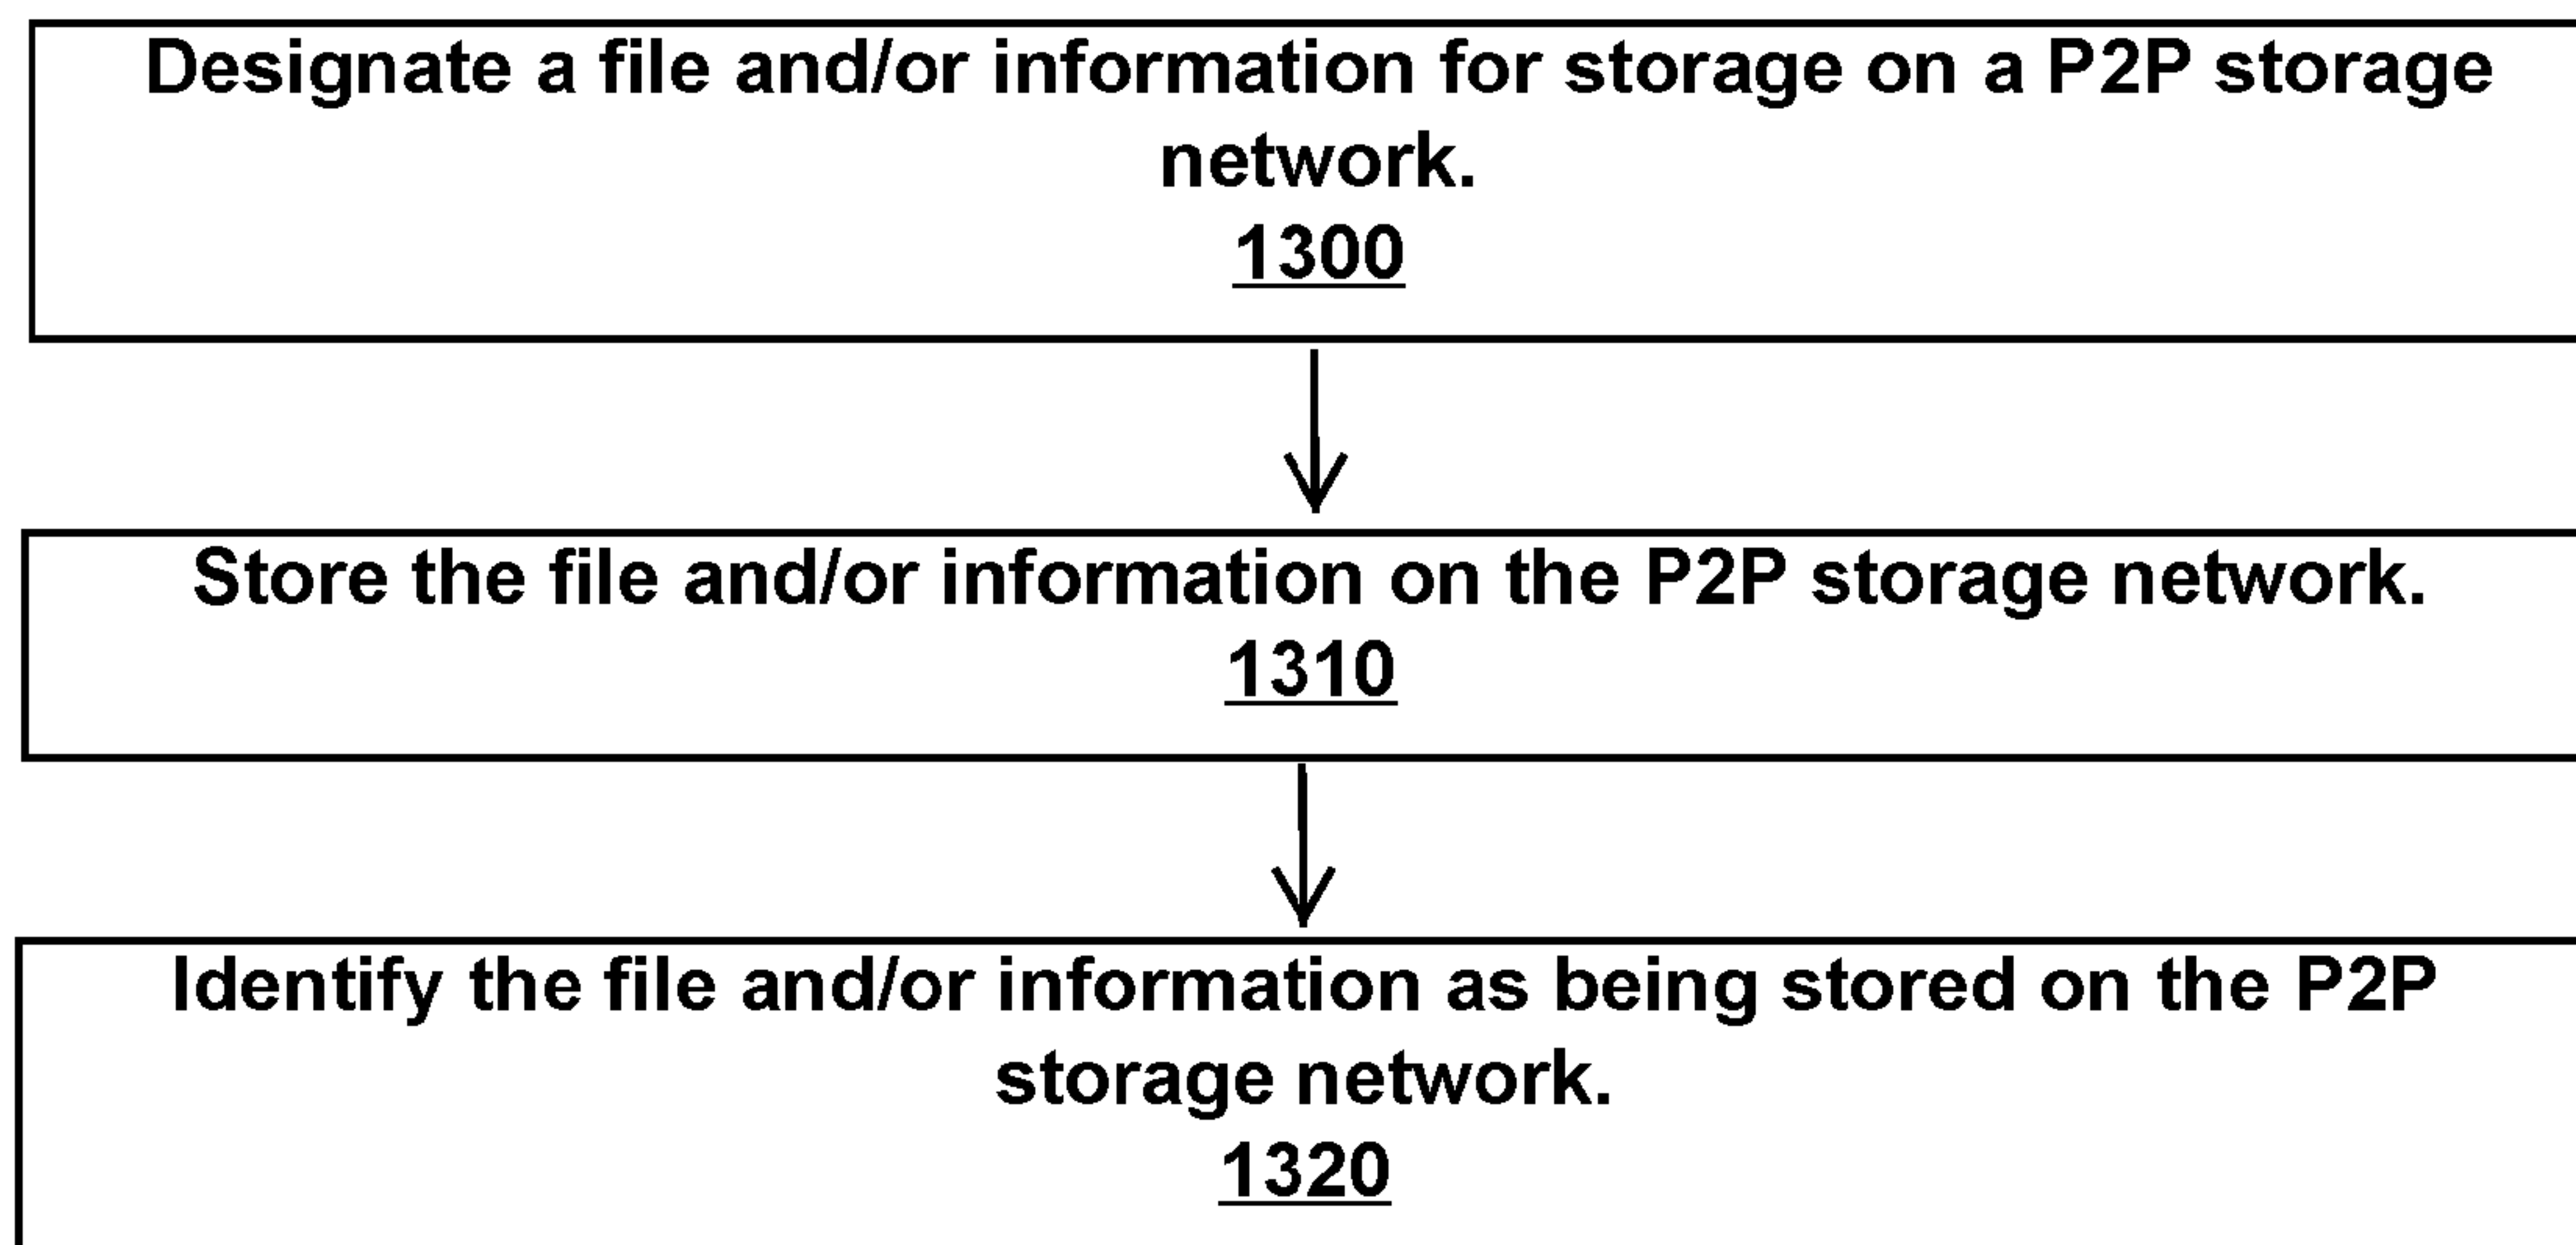 Designate a file and/or information for storage on a P2P storage
network.
1300
Store the file and/or information on the P2P storage network.
1310
Identify the file and/or information as being stored on the P2P
storage network.
1320